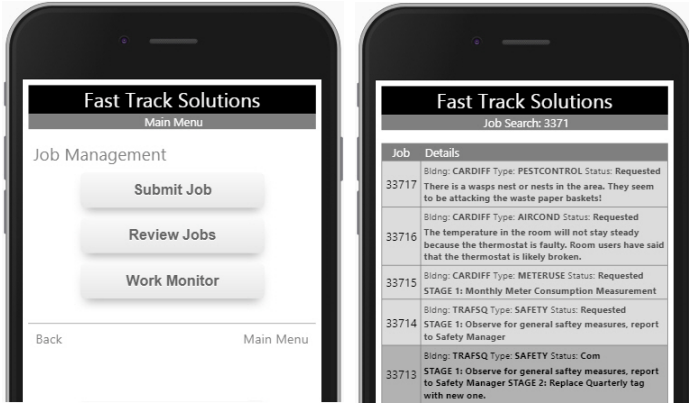 Fast Track Solutions
Main Menu
Job Management
Submit Job
Review Jobs
Work Monitor
Back Main Menu
Fast Track Solutions
Job Search: 3371
Job Details
33717
Bldng: CARDIFF Type: PESTCONTROL Status: Requested
There is a wasps nest or nests in the area. They seem
to be attacking the waste paper baskets!
33716
Bldng: CARDIFF Type: AIRCOND Status: Requested
The temperature in the room will not stay steady
because the thermostat is faulty. Room users have said
that the thermostat is likely broken.
33715
Bldng: CARDIFF Type: METERUSE Status: Requested
STAGE 1: Monthly Meter Consumption Measurement
33714
Bldng: TRAFSQ Type: SAFETY Status: Requested
STAGE 1: Observe for general saftey measures, report
to Safety Manager
33713
Bldng: TRAFSQ Type: SAFETY Status: Com
STAGE 1: Observe for general saftey measures, report
to Safety Manager STAGE 2: Replace Quarterly tag
with new one.